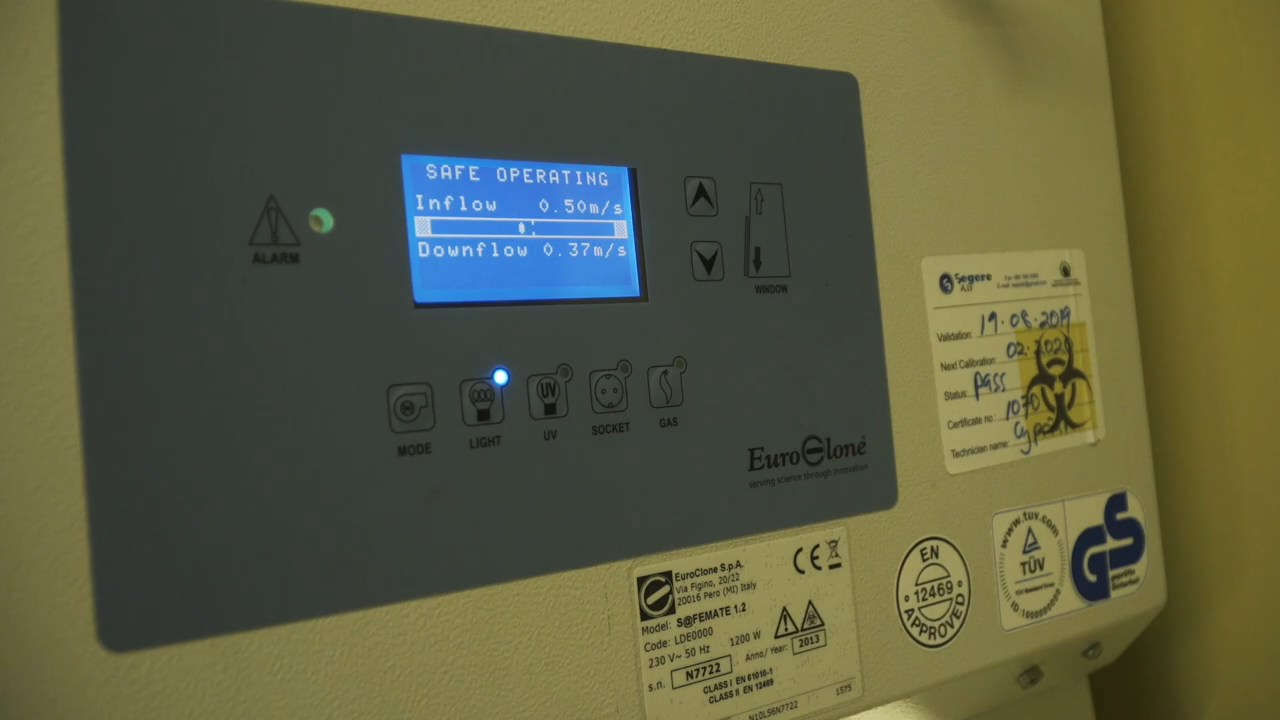 SAFE OPERATING
Inflow 0.50m/s
Downflow 0.37m/s
ALARM
WINDOW
UV
MODE
LIGHT
UV
SOCKET
GAS
EuroClone
serving science through innovation
Segere
Validation: 19.08.2019
Next Calibration: 02.2020
Status: Pass
Certificate no: 1070
Technician name:
EuroClone S.p.A.
Via Figino, 20/22
20016 Pero (MI) Italy
CE
Model: S@FEMATE 1.2
Code: LDE0000
230 V~ 50 Hz 1200 W
Anno/Year: 2013
s.n. N7722
CLASS I EN 61010-1
CLASS II EN 12469
N10LS6N7722
1575
EN
12469
APPROVED
www.tuv.com
TÜV
ID:1000000000
GS
geprüfte
Sicherheit